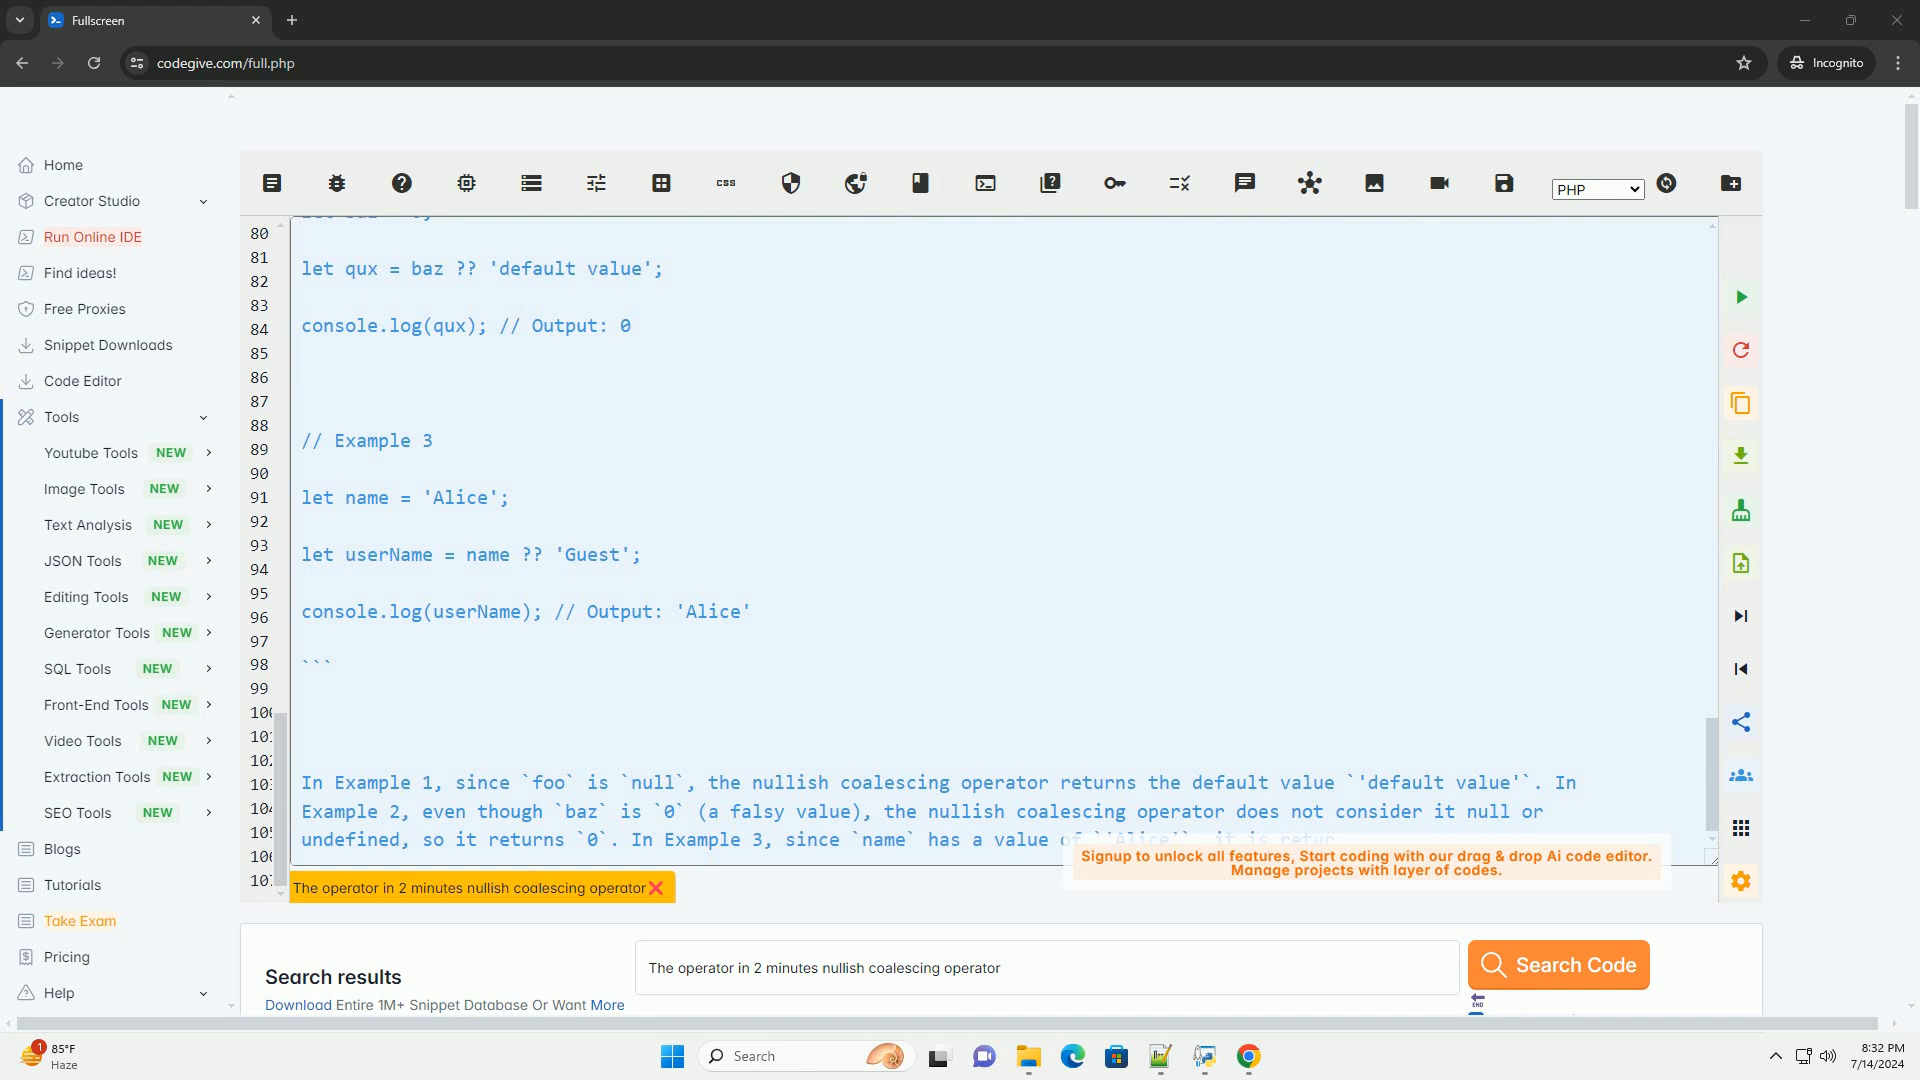 Fullscreen
codegive.com/full.php
Incognito
Home
Creator Studio
Run Online IDE
Find ideas!
Free Proxies
Snippet Downloads
Code Editor
Tools
Youtube Tools NEW
Image Tools NEW
Text Analysis NEW
JSON Tools NEW
Editing Tools NEW
Generator Tools NEW
SQL Tools NEW
Front-End Tools NEW
Video Tools NEW
Extraction Tools NEW
SEO Tools NEW
Blogs
Tutorials
Take Exam
Pricing
Help
css
PHP
80
81
82
83
84
85
86
87
88
89
90
91
92
93
94
95
96
97
98
99
let qux = baz ?? 'default value';
console.log(qux); // Output: 0
// Example 3
let name = 'Alice';
let userName = name ?? 'Guest';
console.log(userName); // Output: 'Alice'
```
In Example 1, since `foo` is `null`, the nullish coalescing operator returns the default value `'default value'`. In
Example 2, even though `baz` is `0` (a falsy value), the nullish coalescing operator does not consider it null or
undefined, so it returns `0`. In Example 3, since `name` has a value of `'Alice'`, it is retur
Signup to unlock all features, Start coding with our drag & drop Ai code editor.
Manage projects with layer of codes.
The operator in 2 minutes nullish coalescing operator
Search results
The operator in 2 minutes nullish coalescing operator
Search Code
Download Entire 1M+ Snippet Database Or Want More
END
1
85°F
Haze
Search
8:32 PM
7/14/2024